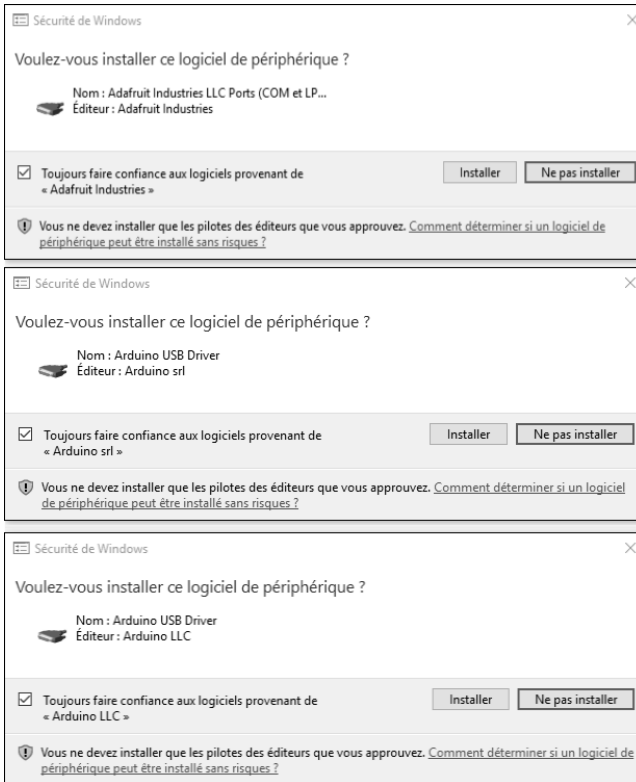 Sécurité de Windows
Voulez-vous installer ce logiciel de périphérique ?
Nom : Adafruit Industries LLC Ports (COM et LP...
Éditeur : Adafruit Industries
Toujours faire confiance aux logiciels provenant de
« Adafruit Industries »
Installer
Ne pas installer
Vous ne devez installer que les pilotes des éditeurs que vous approuvez. Comment déterminer si un logiciel de
périphérique peut être installé sans risques ?
Sécurité de Windows
Voulez-vous installer ce logiciel de périphérique ?
Nom : Arduino USB Driver
Éditeur : Arduino srl
Toujours faire confiance aux logiciels provenant de
« Arduino srl »
Installer
Ne pas installer
Vous ne devez installer que les pilotes des éditeurs que vous approuvez. Comment déterminer si un logiciel
de périphérique peut être installé sans risques ?
Sécurité de Windows
Voulez-vous installer ce logiciel de périphérique ?
Nom : Arduino USB Driver
Éditeur : Arduino LLC
Toujours faire confiance aux logiciels provenant de
« Arduino LLC »
Installer
Ne pas installer
Vous ne devez installer que les pilotes des éditeurs que vous approuvez. Comment déterminer si un logiciel de
périphérique peut être installé sans risques ?